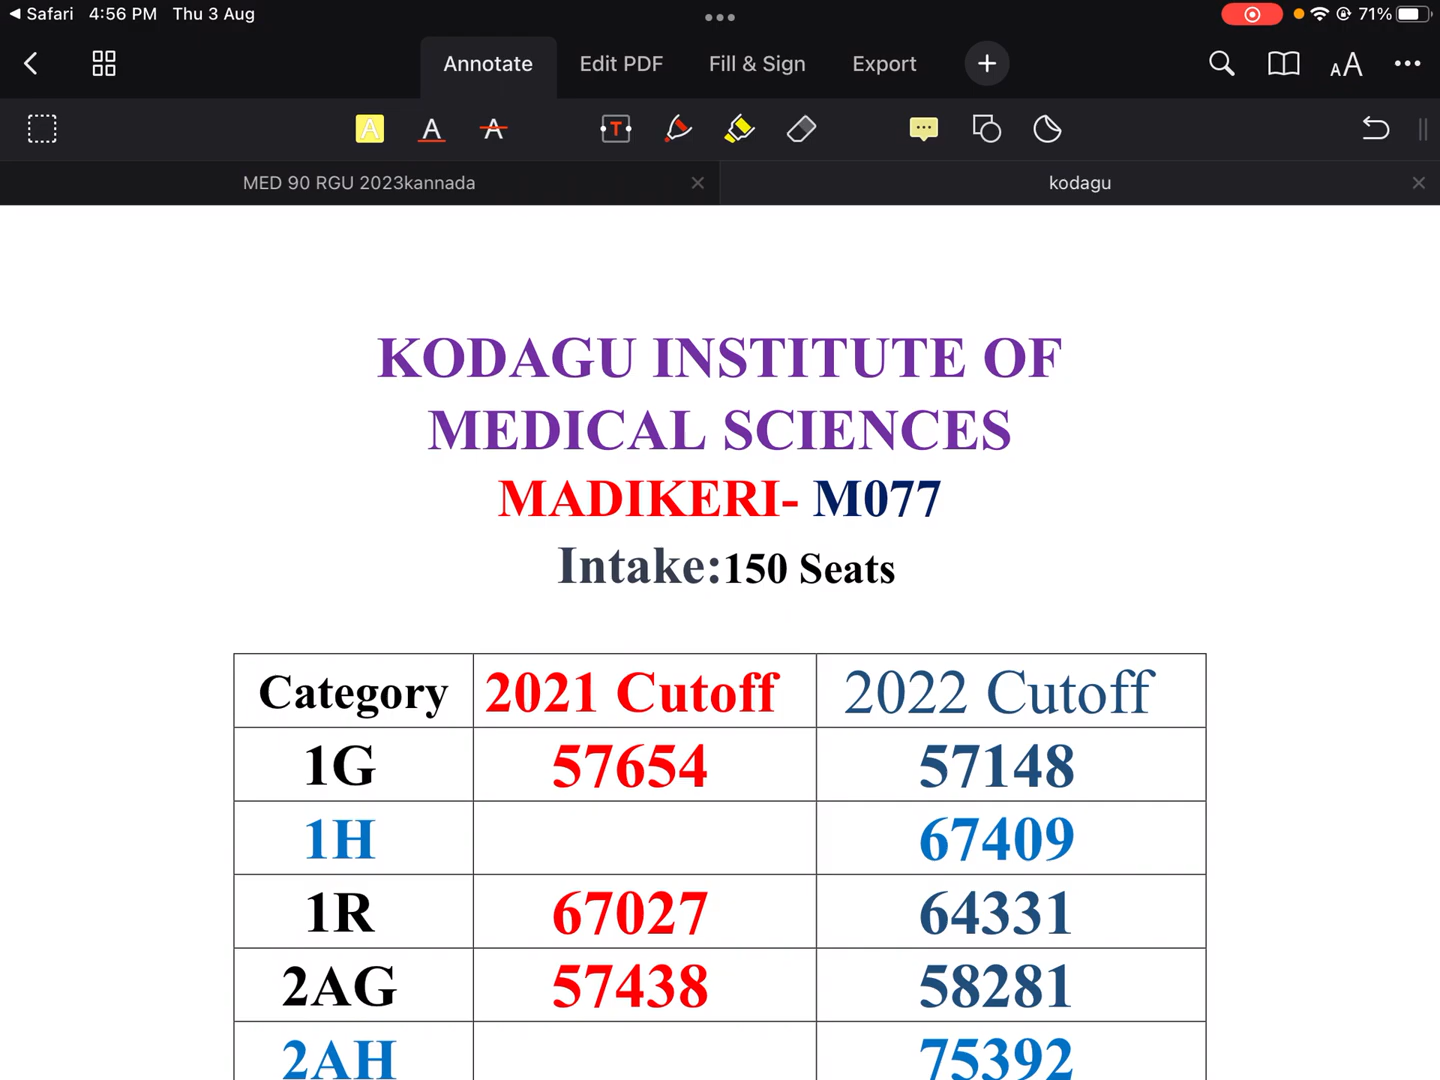 Safari 4:56 PM Thu 3 Aug 71%
Annotate Edit PDF Fill & Sign Export
MED 90 RGU 2023kannada kodagu
KODAGU INSTITUTE OF
MEDICAL SCIENCES
MADIKERI- M077
Intake:150 Seats
Category 2021 Cutoff 2022 Cutoff
1G 57654 57148
1H 67409
1R 67027 64331
2AG 57438 58281
2AH 75392